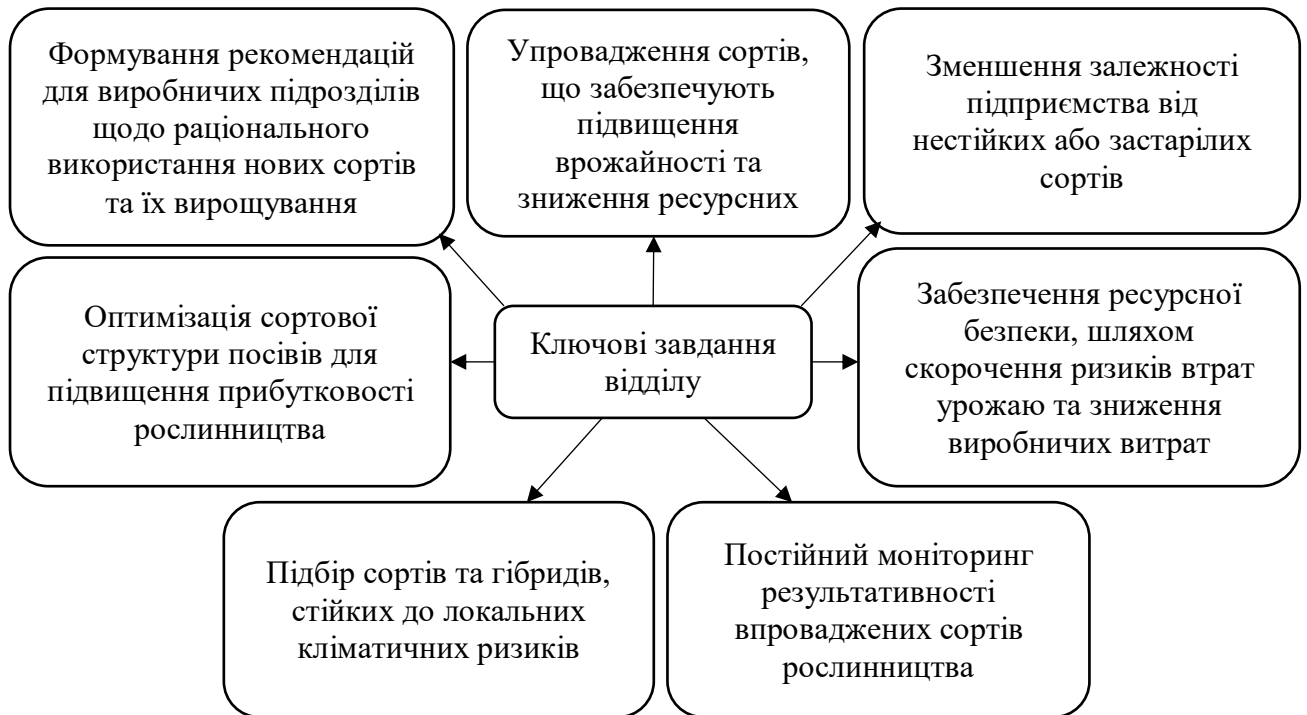 Формування рекомендацій
для виробничих підрозділів
щодо раціонального
використання нових сортів
та їх вирощування
Упровадження сортів,
що забезпечують
підвищення
врожайності та
зниження ресурсних
Зменшення залежності
підприємства від
нестійких або застарілих
сортів
Оптимізація сортової
структури посівів для
підвищення прибутковості
рослинництва
Ключові завдання
відділу
Забезпечення ресурсної
безпеки, шляхом
скорочення ризиків втрат
урожаю та зниження
виробничих витрат
Підбір сортів та гібридів,
стійких до локальних
кліматичних ризиків
Постійний моніторинг
результативності
впроваджених сортів
рослинництва